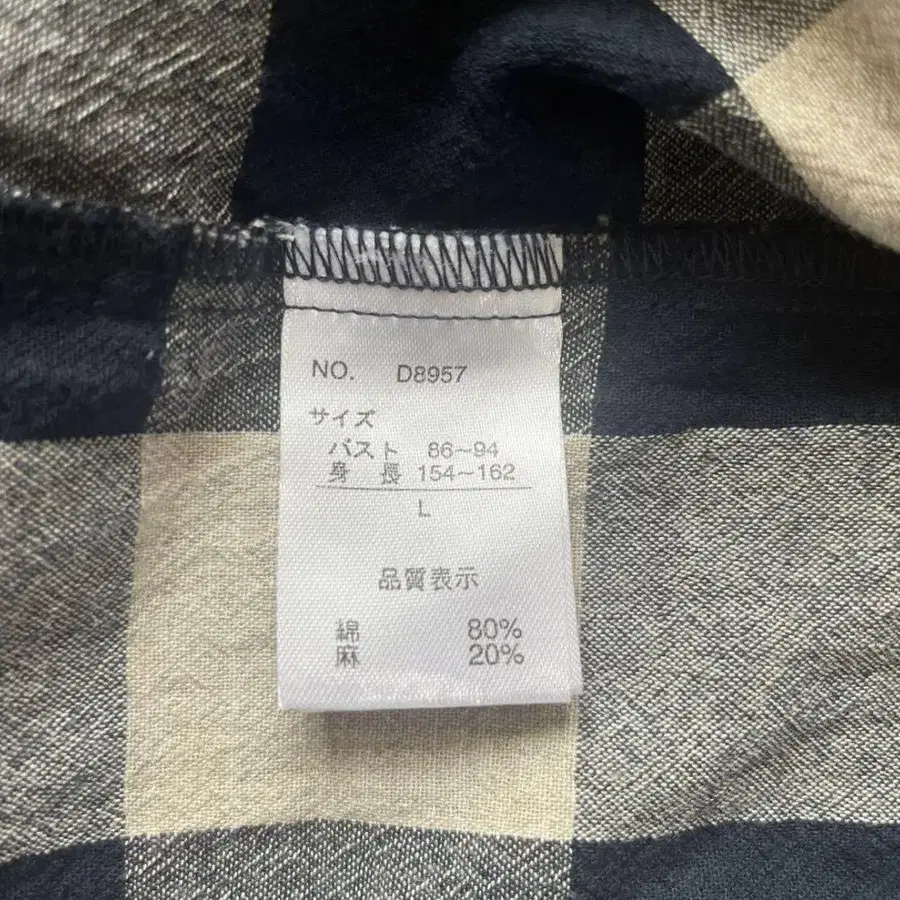 NO. D8957
サイズ
バスト 86~94
身 長 154~162
L
品質表示
綿 80%
麻 20%